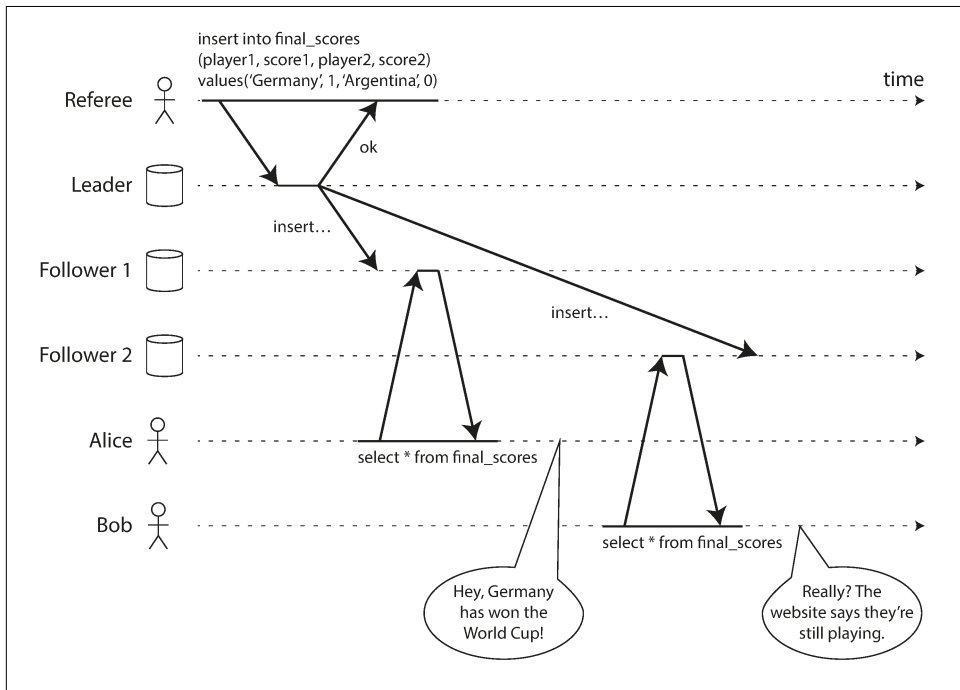 insert into final_scores
(player1, score1, player2, score2)
values(‘Germany’, 1, ‘Argentina’, 0)
time
Referee
ok
Leader
insert…
Follower 1
insert…
Follower 2
Alice
select * from final_scores
Bob
select * from final_scores
Hey, Germany
has won the
World Cup!
Really? The
website says they’re
still playing.